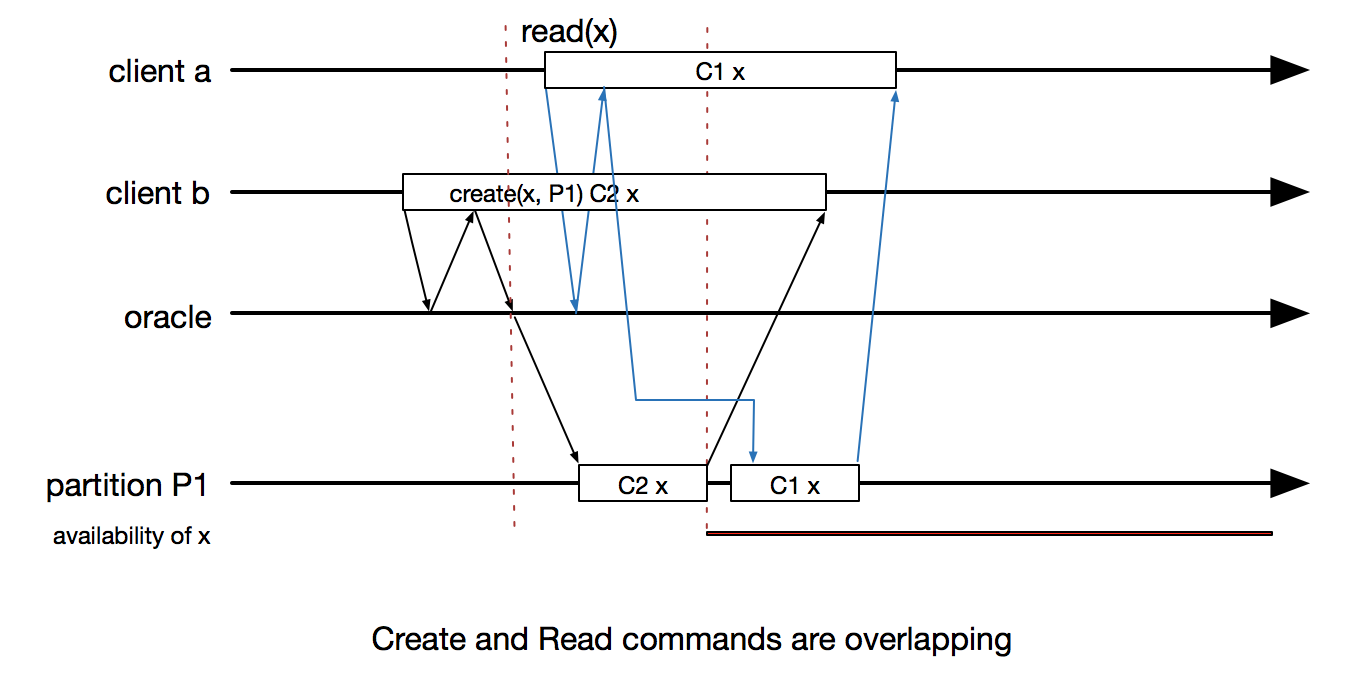 read(x)
client a
C1 x
client b
create(x, P1) C2 x
oracle
partition P1
C2 x
C1 x
availability of x
Create and Read commands are overlapping